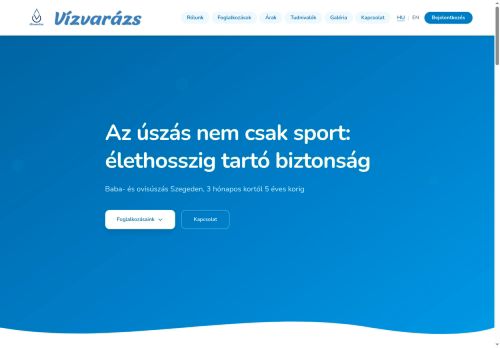 Vízvarázs
Rólunk
Foglalkozások
Árak
Tudnivalók
Galéria
Kapcsolat
HU | EN
Bejelentkezés
Az úszás nem csak sport:
élethosszig tartó biztonság
Baba- és ovisúszás Szegeden, 3 hónapos kortól 5 éves korig
Foglalkozásaink
Kapcsolat